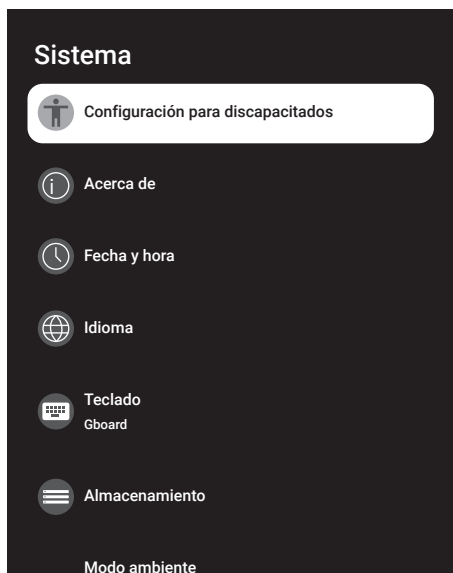 Sistema
Configuración para discapacitados
Acerca de
Fecha y hora
Idioma
Teclado
Gboard
Almacenamiento
Modo ambiente